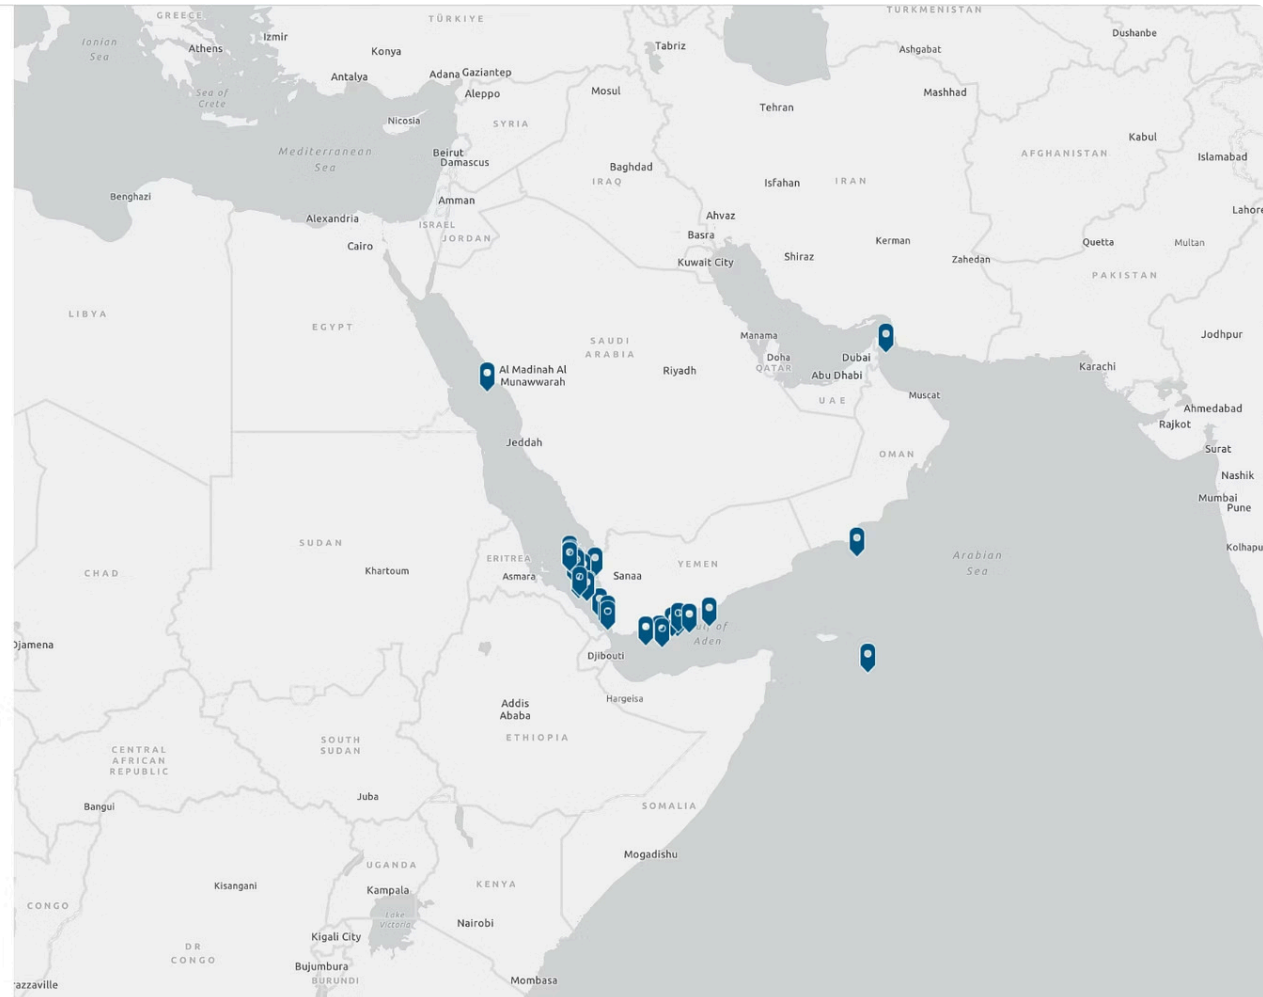 GREECE
TÜRKIYE
TURKMENISTAN
Izmir
Ionian
Sea
Athens
Konya
Tabriz
Ashgabat
Dushanbe
Antalya
Adana
Gaziantep
Aleppo
Mosul
Mashhad
Sea of
Crete
Tehran
Nicosia
SYRIA
Kabul
Mediterranean
Sea
Beirut
Damascus
Baghdad
AFGHANISTAN
Islamabad
IRAQ
Isfahan
IRAN
Benghazi
Amman
Lahore
Alexandria
ISRAEL
Ahvaz
Cairo
JORDAN
Basra
Kerman
Quetta
Multan
Kuwait City
Shiraz
Zahedan
PAKISTAN
LIBYA
EGYPT
SAUDI
ARABIA
Manama
Jodhpur
Al Madinah Al
Munawwarah
Riyadh
Doha
QATAR
Dubai
Abu Dhabi
Karachi
UAE
Muscat
Ahmedabad
Rajkot
Jeddah
OMAN
Surat
Nashik
Mumbai
Pune
SUDAN
ERITREA
YEMEN
Arabian
Sea
Kolhapu
CHAD
Khartoum
Asmara
Sanaa
Gulf of
Aden
Djamena
Djibouti
Hargeisa
Addis
Ababa
SOUTH
SUDAN
ETHIOPIA
CENTRAL
AFRICAN
REPUBLIC
Juba
Bangui
SOMALIA
Mogadishu
UGANDA
Kisangani
Kampala
KENYA
CONGO
Lake
Victoria
Nairobi
Kigali City
DR
CONGO
Bujumbura
BURUNDI
razzaville
Mombasa